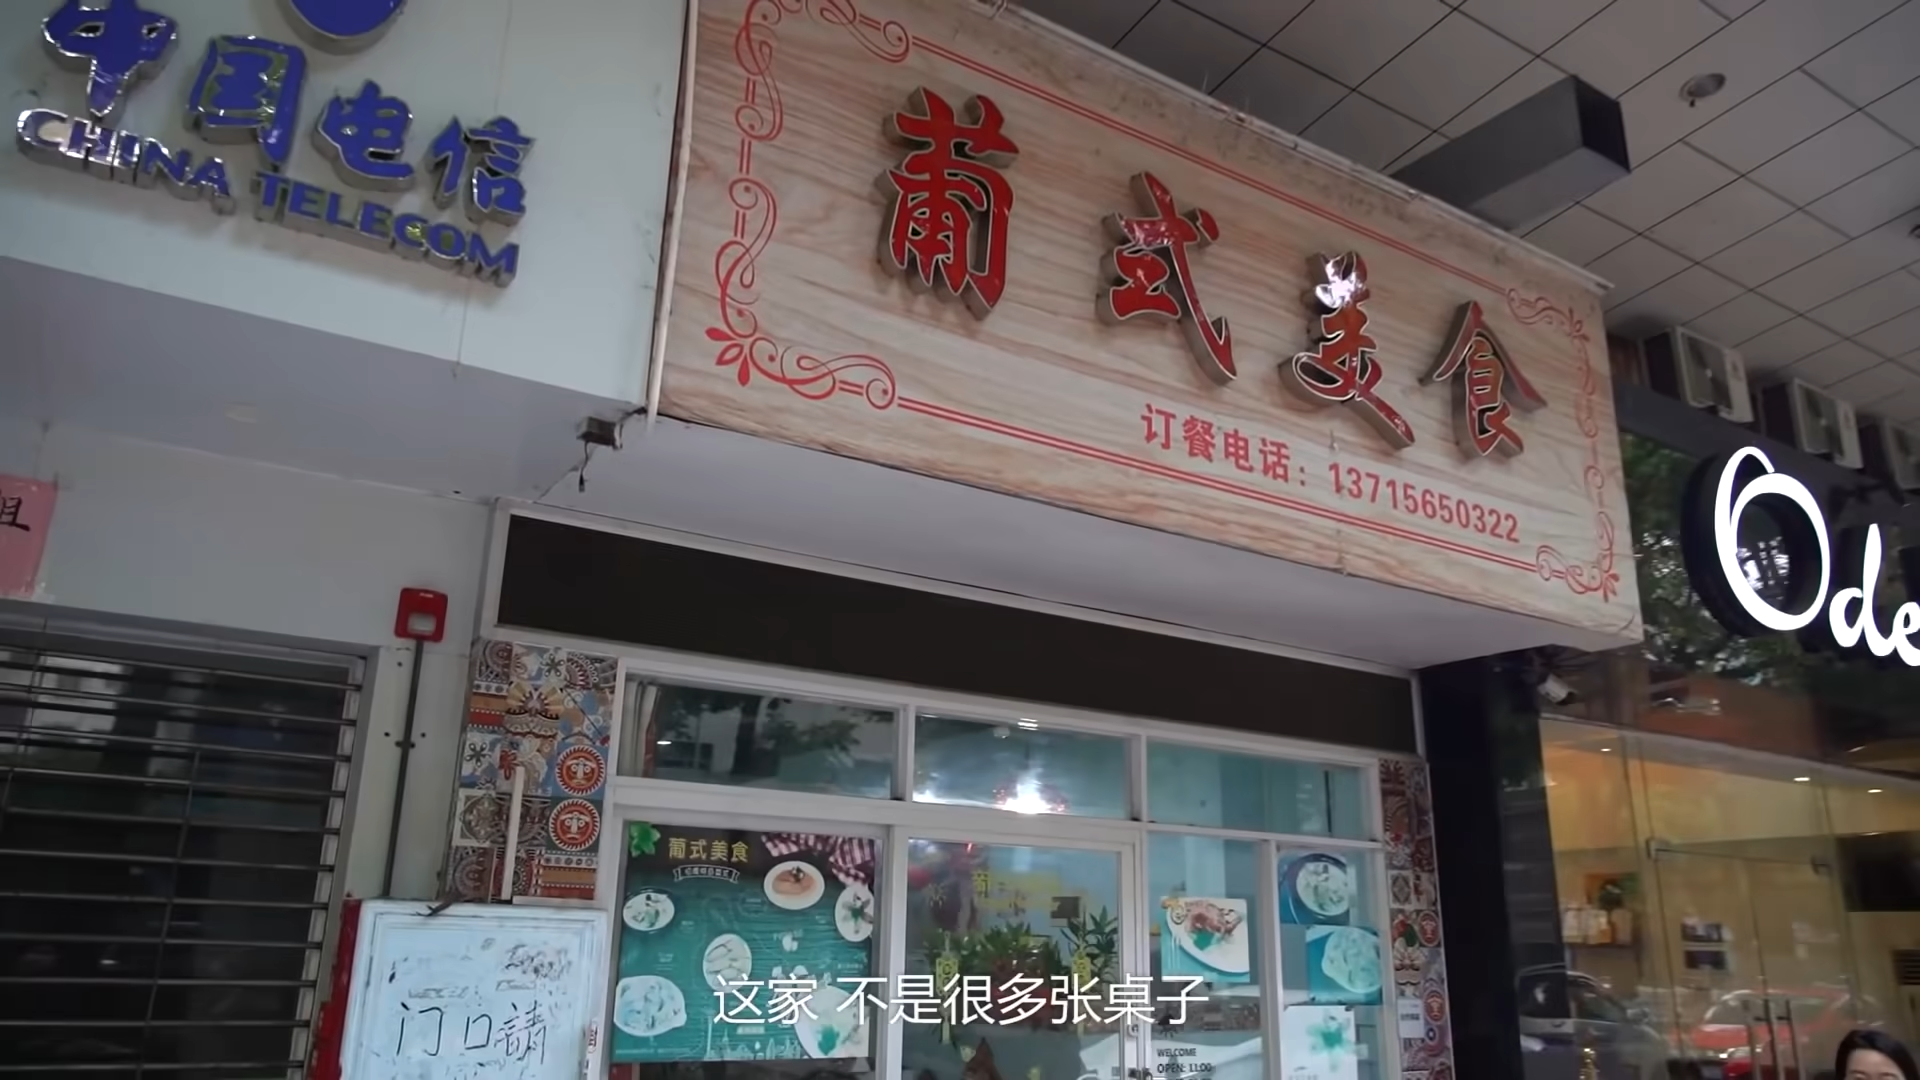 中国电信
CHINA TELECOM
葡式美食
订餐电话：13715650322
Ode
葡式美食
门口請
WELCOME
OPEN: 11:00
这家 不是很多张桌子